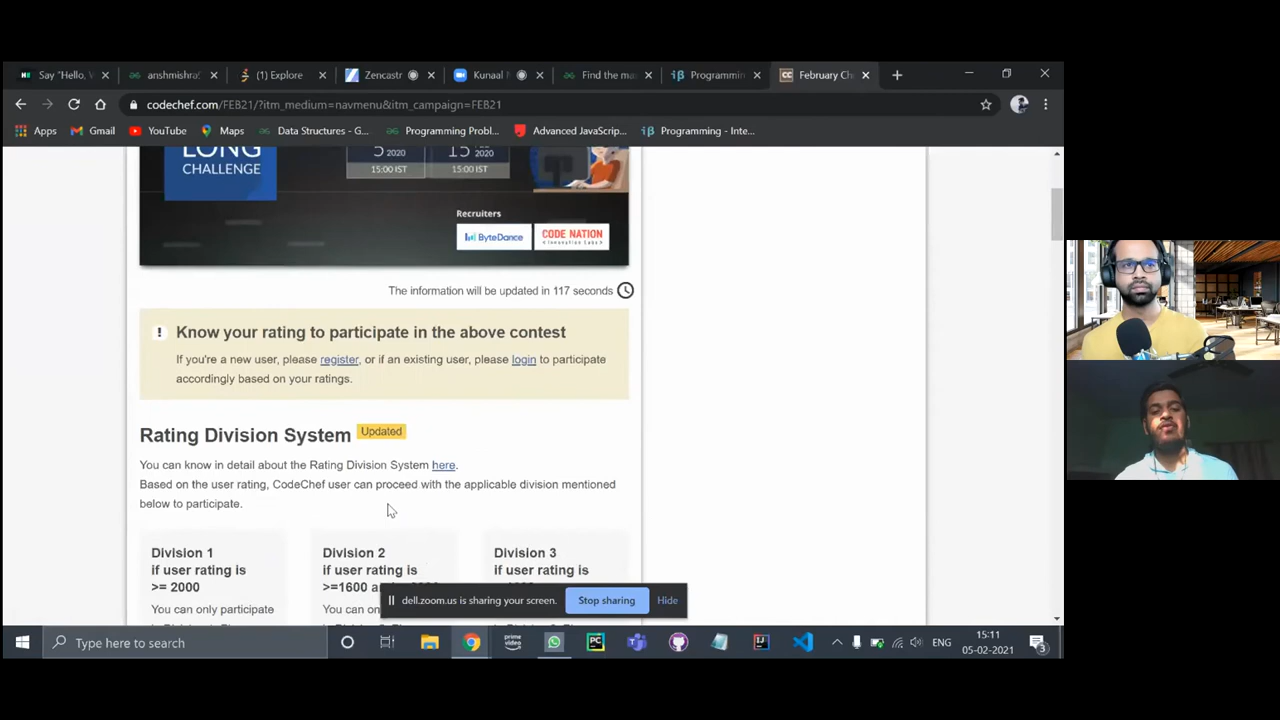 Say "Hello,
anshmishra
(1) Explore
Zencastr
Kunaal
Find the ma
Programmin
February Ch
codechef.com/FEB21/?itm_medium=navmenu&itm_campaign=FEB21
Apps
Gmail
YouTube
Maps
Data Structures - G...
Programming Probl...
Advanced JavaScrip...
Programming - Inte...
LONG
CHALLENGE
5 2020
15:00 IST
15 2020
15:00 IST
Recruiters
ByteDance
CODE NATION
The information will be updated in 117 seconds
! Know your rating to participate in the above contest
If you're a new user, please register, or if an existing user, please login to participate
accordingly based on your ratings.
Rating Division System Updated
You can know in detail about the Rating Division System here.
Based on the user rating, CodeChef user can proceed with the applicable division mentioned
below to participate.
Division 1
if user rating is
>= 2000
You can only participate
Division 2
if user rating is
>=1600
You can
Division 3
if user rating is
dell.zoom.us is sharing your screen.
Stop sharing
Hide
Type here to search
prime video
PC
ENG
15:11
05-02-2021
3